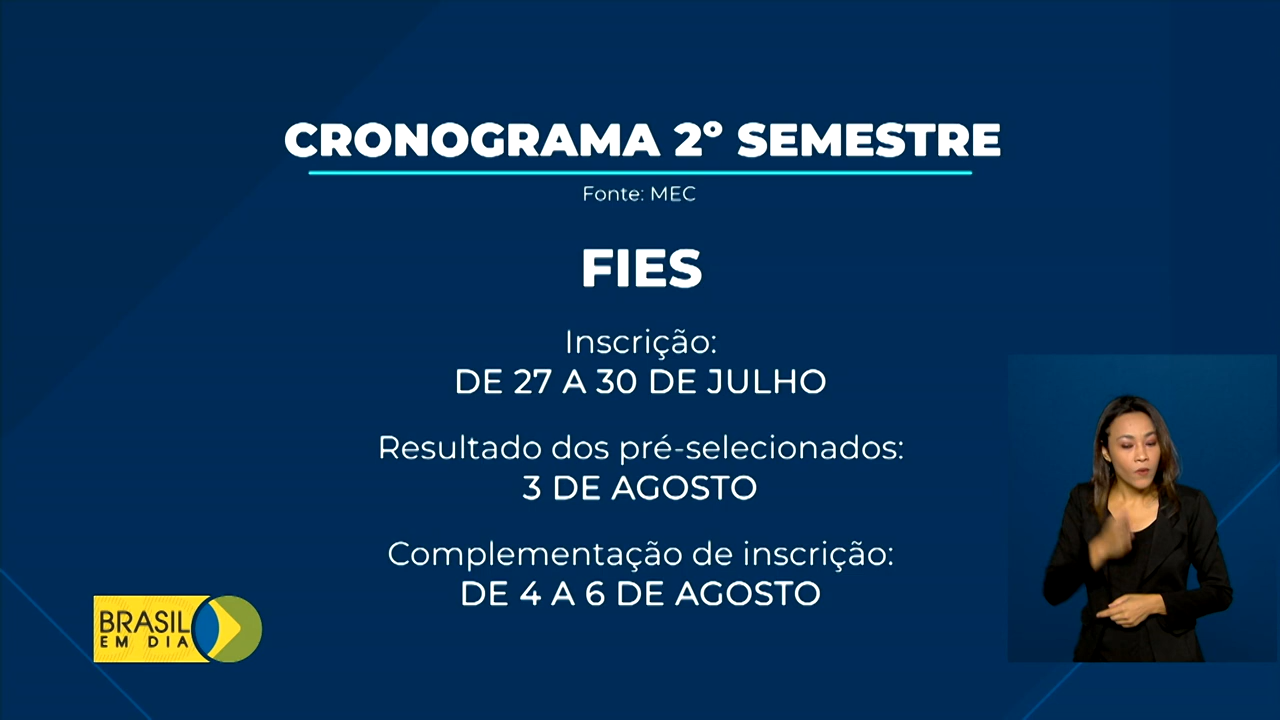 CRONOGRAMA 2º SEMESTRE
Fonte: MEC
FIES
Inscrição:
DE 27 A 30 DE JULHO
Resultado dos pré-selecionados:
3 DE AGOSTO
Complementação de inscrição:
DE 4 A 6 DE AGOSTO
BRASIL
EM DIA